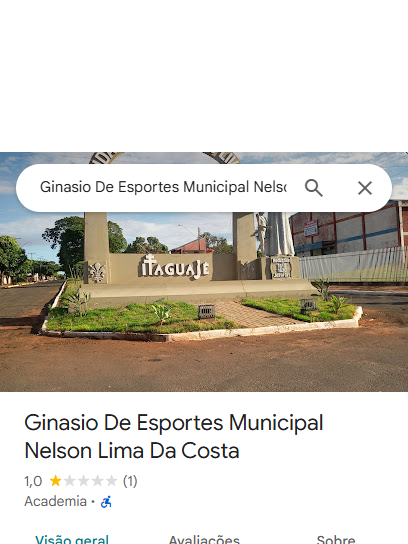 Ginasio De Esportes Municipal Nelso
ITAGUAJÉ
Ginasio De Esportes Municipal
Nelson Lima Da Costa
1,0 (1)
Academia ·
Visão geral Avaliações Sobre